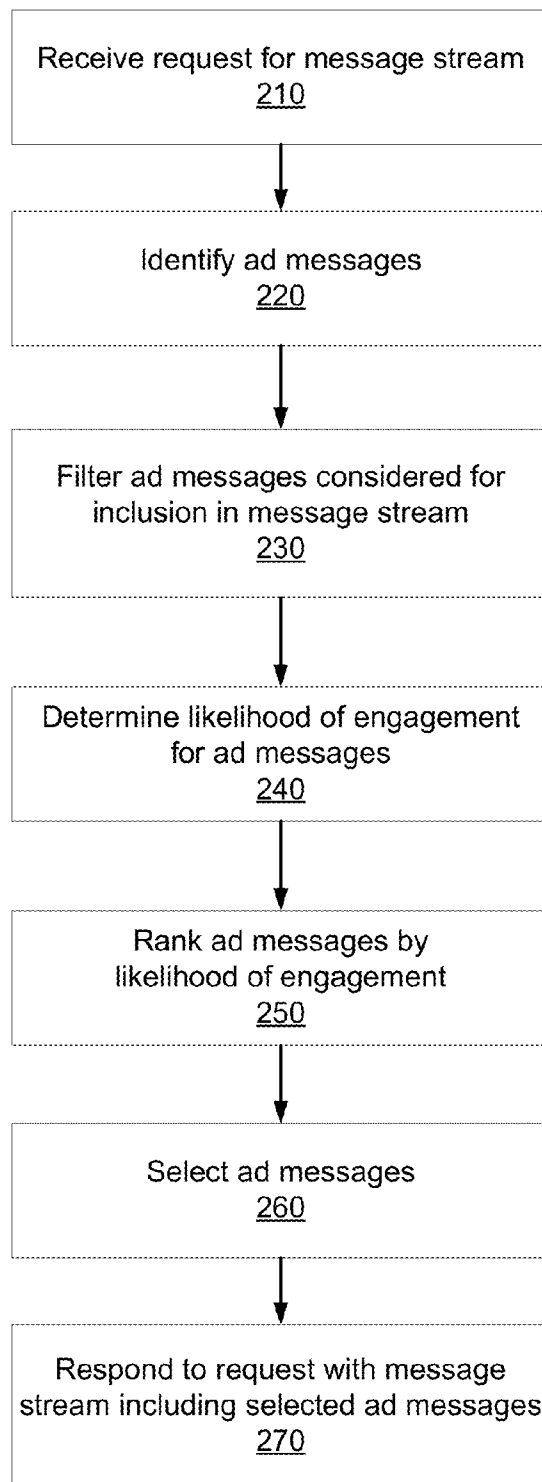 Receive request for message stream
210
Identify ad messages
220
Filter ad messages considered for
inclusion in message stream
230
Determine likelihood of engagement
for ad messages
240
Rank ad messages by
likelihood of engagement
250
Select ad messages
260
Respond to request with message
stream including selected ad messages
270